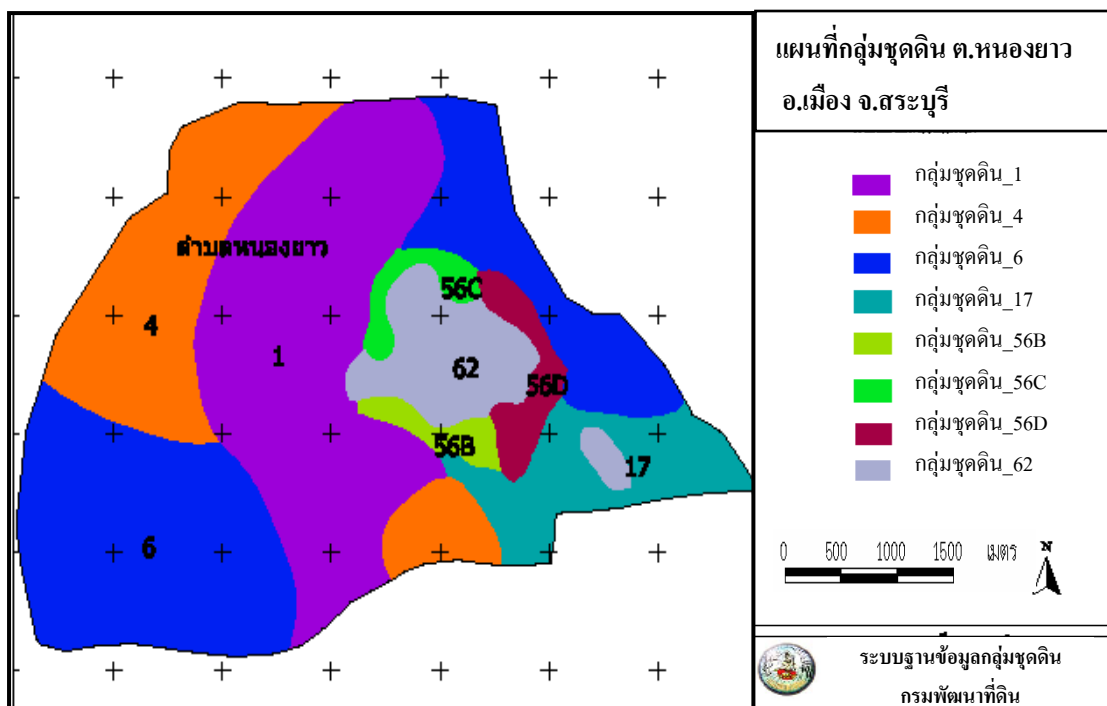 แผนที่กลุ่มชุดดิน ต.หนองยาว
อ.เมือง จ.สระบุรี
กลุ่มชุดดิน_1
กลุ่มชุดดิน_4
กลุ่มชุดดิน_6
กลุ่มชุดดิน_17
กลุ่มชุดดิน_56B
กลุ่มชุดดิน_56C
กลุ่มชุดดิน_56D
กลุ่มชุดดิน_62
ตำบลหนองยาว
56C
4
1
62
56D
56B
17
6
0 500 1000 1500 เมตร
N
ระบบฐานข้อมูลกลุ่มชุดดิน
กรมพัฒนาที่ดิน